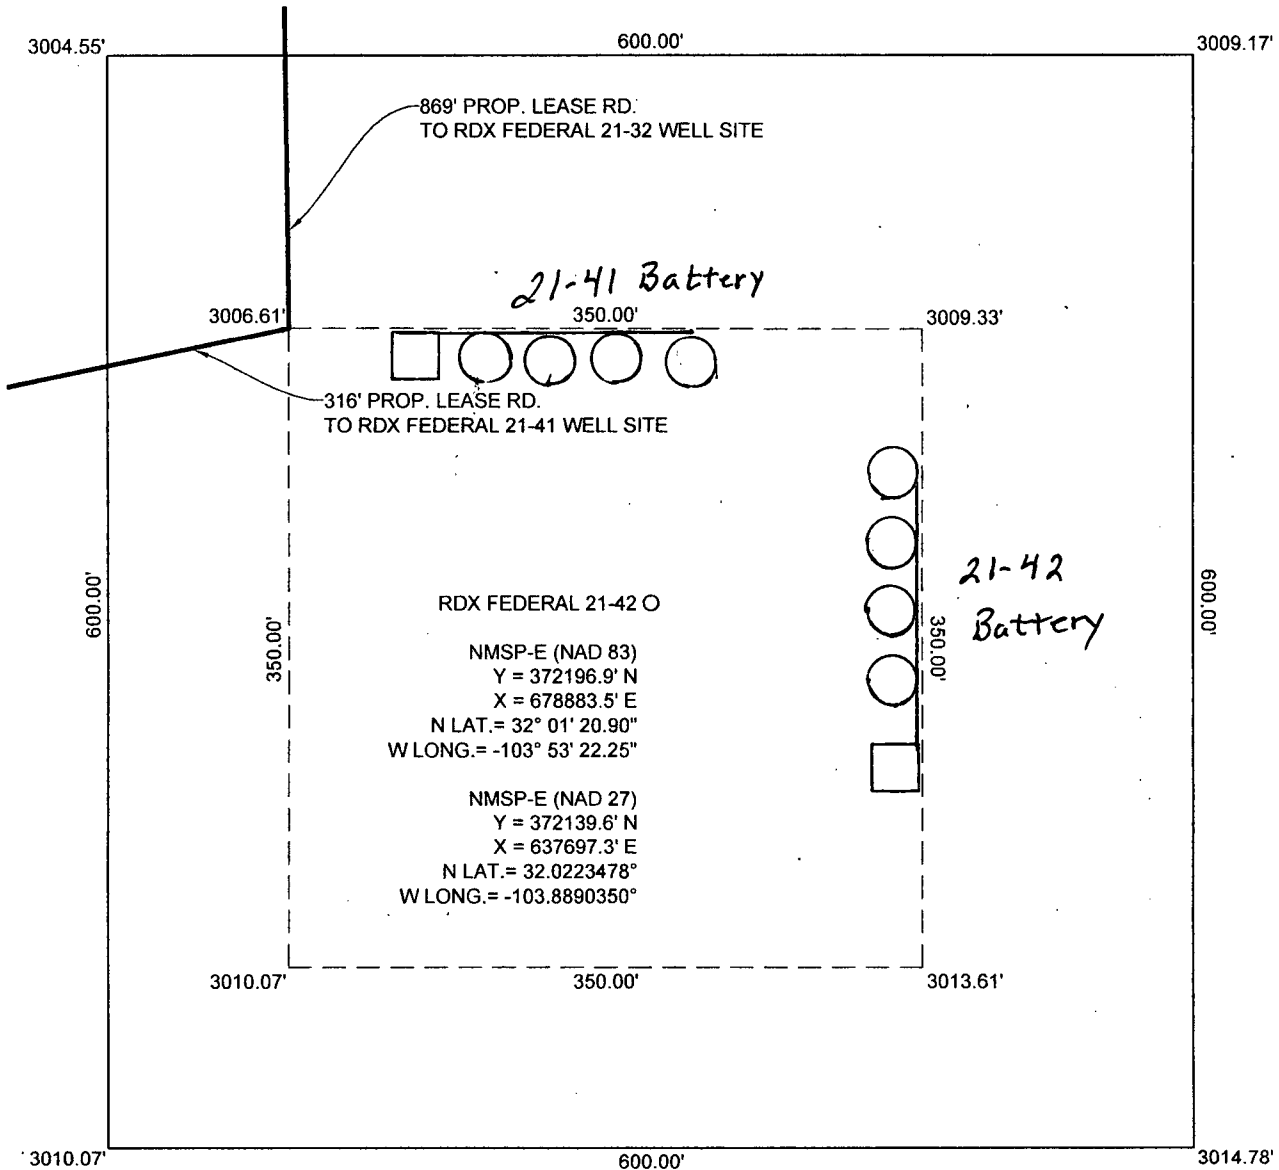 3004.55'
600.00'
3009.17'
869' PROP. LEASE RD.
TO RDX FEDERAL 21-32 WELL SITE
21-41 Battery
3006.61'
350.00'
3009.33'
316' PROP. LEASE RD.
TO RDX FEDERAL 21-41 WELL SITE
600.00'
350.00'
RDX FEDERAL 21-42
NMSP-E (NAD 83)
Y = 372196.9' N
X = 678883.5' E
N LAT.= 32° 01' 20.90"
W LONG.= -103° 53' 22.25"
NMSP-E (NAD 27)
Y = 372139.6' N
X = 637697.3' E
N LAT.= 32.0223478°
W LONG.= -103.8890350°
350.00'
21-42
Battery
600.00'
3010.07'
350.00'
3013.61'
3010.07'
600.00'
3014.78'